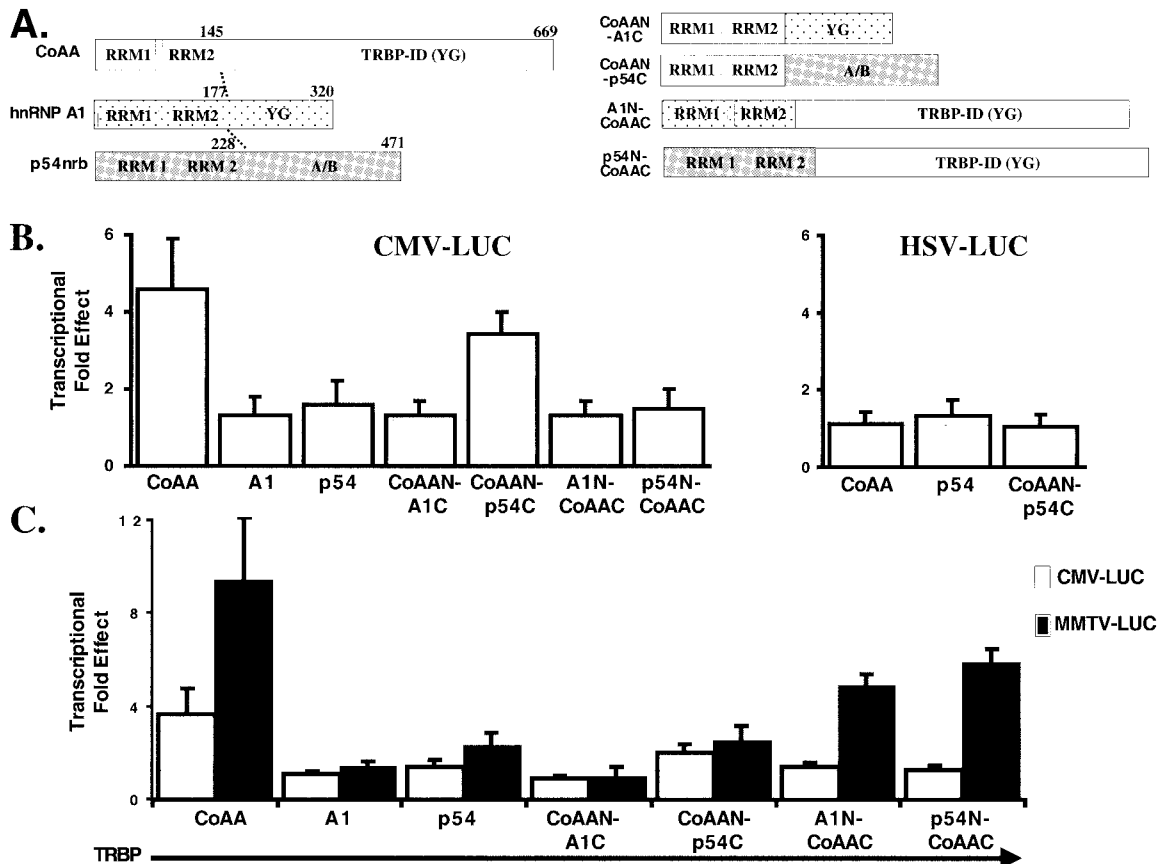 A.
CoAA
145
669
RRM1 RRM2 TRBP-ID (YG)
hnRNP A1
177
320
RRM1 RRM2 YG
p54nrb
228
471
RRM 1 RRM 2 A/B
CoAAN
-A1C
RRM1 RRM2 YG
CoAAN
-p54C
RRM1 RRM2 A/B
A1N-
CoAAC
RRM1 RRM2 TRBP-ID (YG)
p54N-
CoAAC
RRM 1 RRM 2 TRBP-ID (YG)
B.
CMV-LUC
Transcriptional
Fold Effect
6
4
2
0
CoAA A1 p54 CoAAN-A1C CoAAN-p54C A1N-CoAAC p54N-CoAAC
HSV-LUC
6
4
2
0
CoAA p54 CoAAN-p54C
C.
Transcriptional
Fold Effect
12
8
4
0
CMV-LUC
MMTV-LUC
CoAA A1 p54 CoAAN-A1C CoAAN-p54C A1N-CoAAC p54N-CoAAC
TRBP